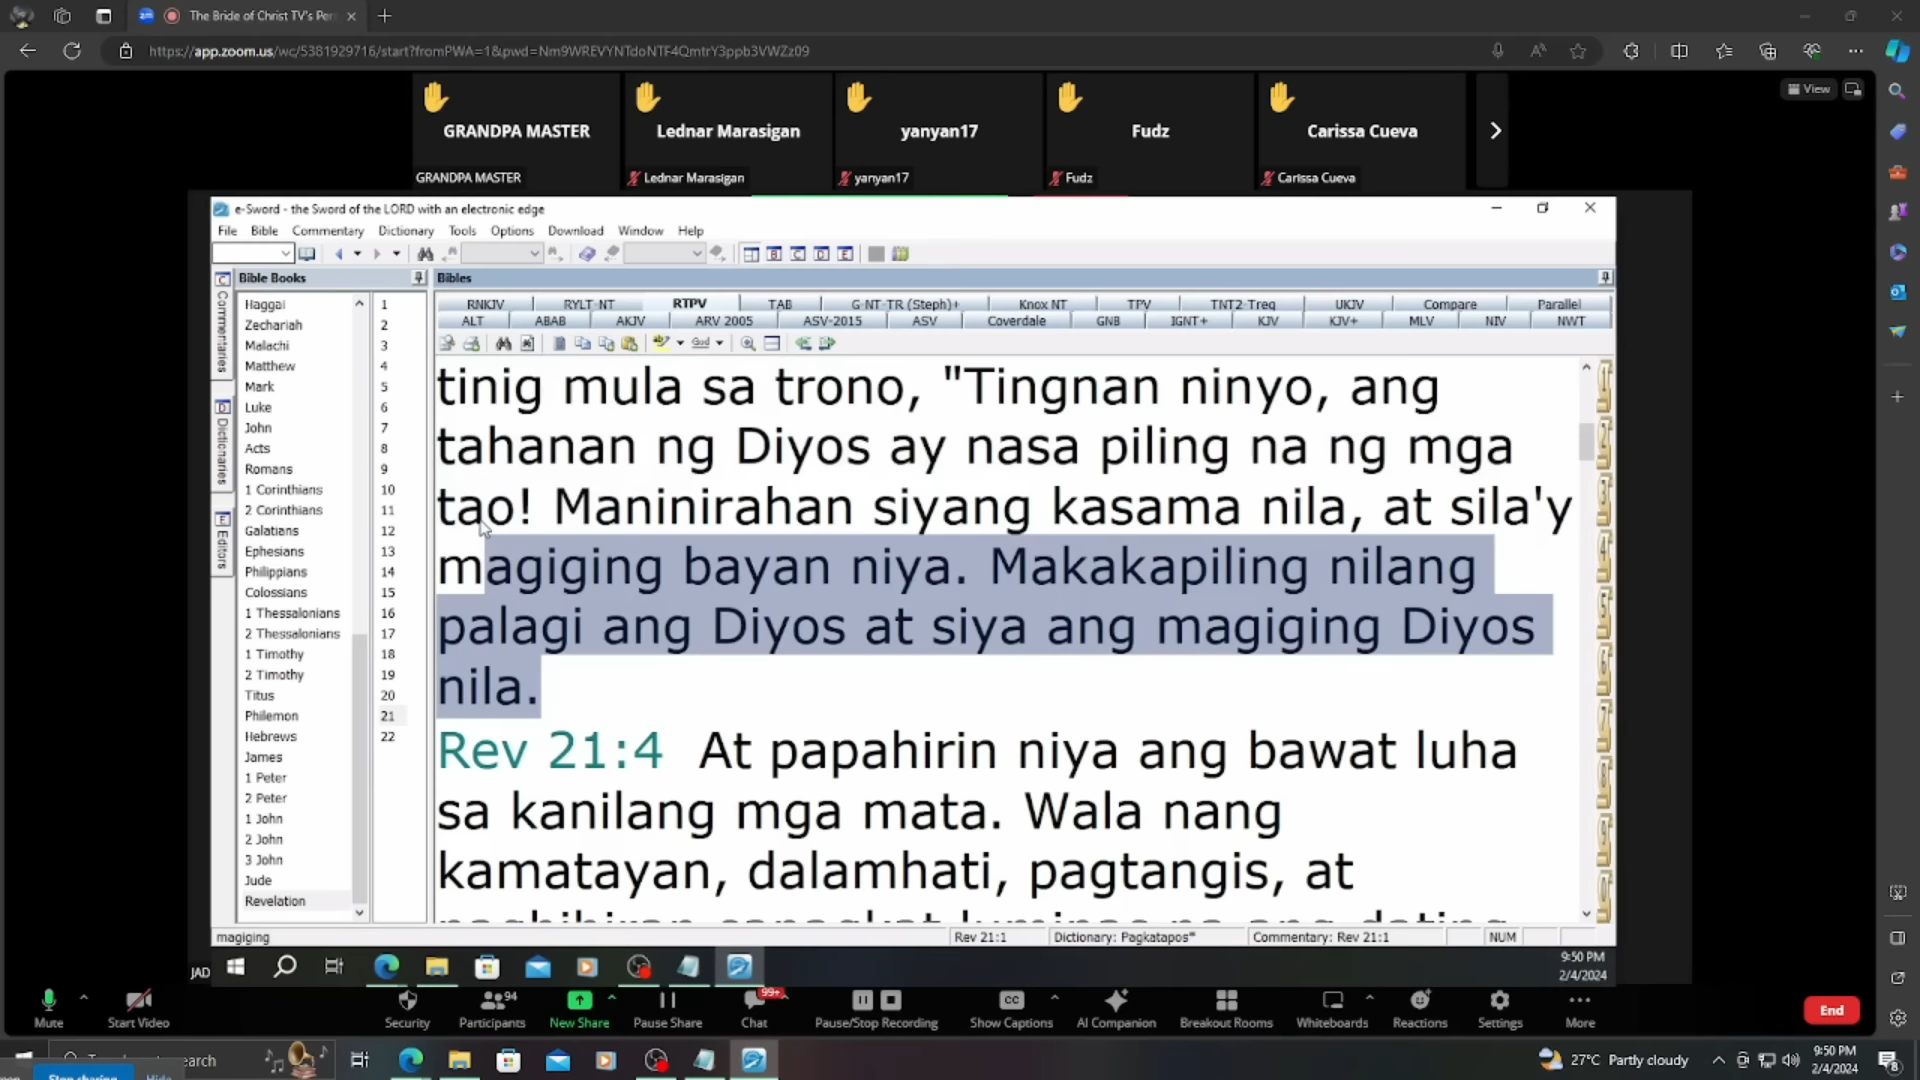 The Bride of Christ TV's Per
https://app.zoom.us/wc/5381929716/start?fromPWA=1&pwd=Nm9WREVYNTdoNTF4QmtrY3ppb3VWZz09
View
GRANDPA MASTER
Lednar Marasigan
yanyan17
Fudz
Carissa Cueva
GRANDPA MASTER
Lednar Marasigan
yanyan17
Fudz
Carissa Cueva
e-Sword - the Sword of the LORD with an electronic edge
File Bible Commentary Dictionary Tools Options Download Window Help
Bible Books
Bibles
RNKJV RYLT-NT RTPV TAB G-NT-TR (Steph)+ Knox NT TPV TNT2-Treq UKJV Compare Parallel
ALT ABAB AKJV ARV 2005 ASV-2015 ASV Coverdale GNB IGNT+ KJV KJV+ MLV NIV NWT
Commentaries
Dictionaries
Editors
Haggai 1
Zechariah 2
Malachi 3
Matthew 4
Mark 5
Luke 6
John 7
Acts 8
Romans 9
1 Corinthians 10
2 Corinthians 11
Galatians 12
Ephesians 13
Philippians 14
Colossians 15
1 Thessalonians 16
2 Thessalonians 17
1 Timothy 18
2 Timothy 19
Titus 20
Philemon 21
Hebrews 22
James
1 Peter
2 Peter
1 John
2 John
3 John
Jude
Revelation
tinig mula sa trono, "Tingnan ninyo, ang
tahanan ng Diyos ay nasa piling na ng mga
tao! Maninirahan siyang kasama nila, at sila'y
magiging bayan niya. Makakapiling nilang
palagi ang Diyos at siya ang magiging Diyos
nila.
Rev 21:4 At papahirin niya ang bawat luha
sa kanilang mga mata. Wala nang
kamatayan, dalamhati, pagtangis, at
magiging
Rev 21:1
Dictionary: Pagkatapos*
Commentary: Rev 21:1
NUM
JAD
9:50 PM
2/4/2024
Mute
Start Video
Security
94
Participants
New Share
Pause Share
99+
Chat
Pause/Stop Recording
CC
Show Captions
AI Companion
Breakout Rooms
Whiteboards
Reactions
Settings
More
End
earch
Stop sharing
Hide
27°C Partly cloudy
9:50 PM
2/4/2024
8